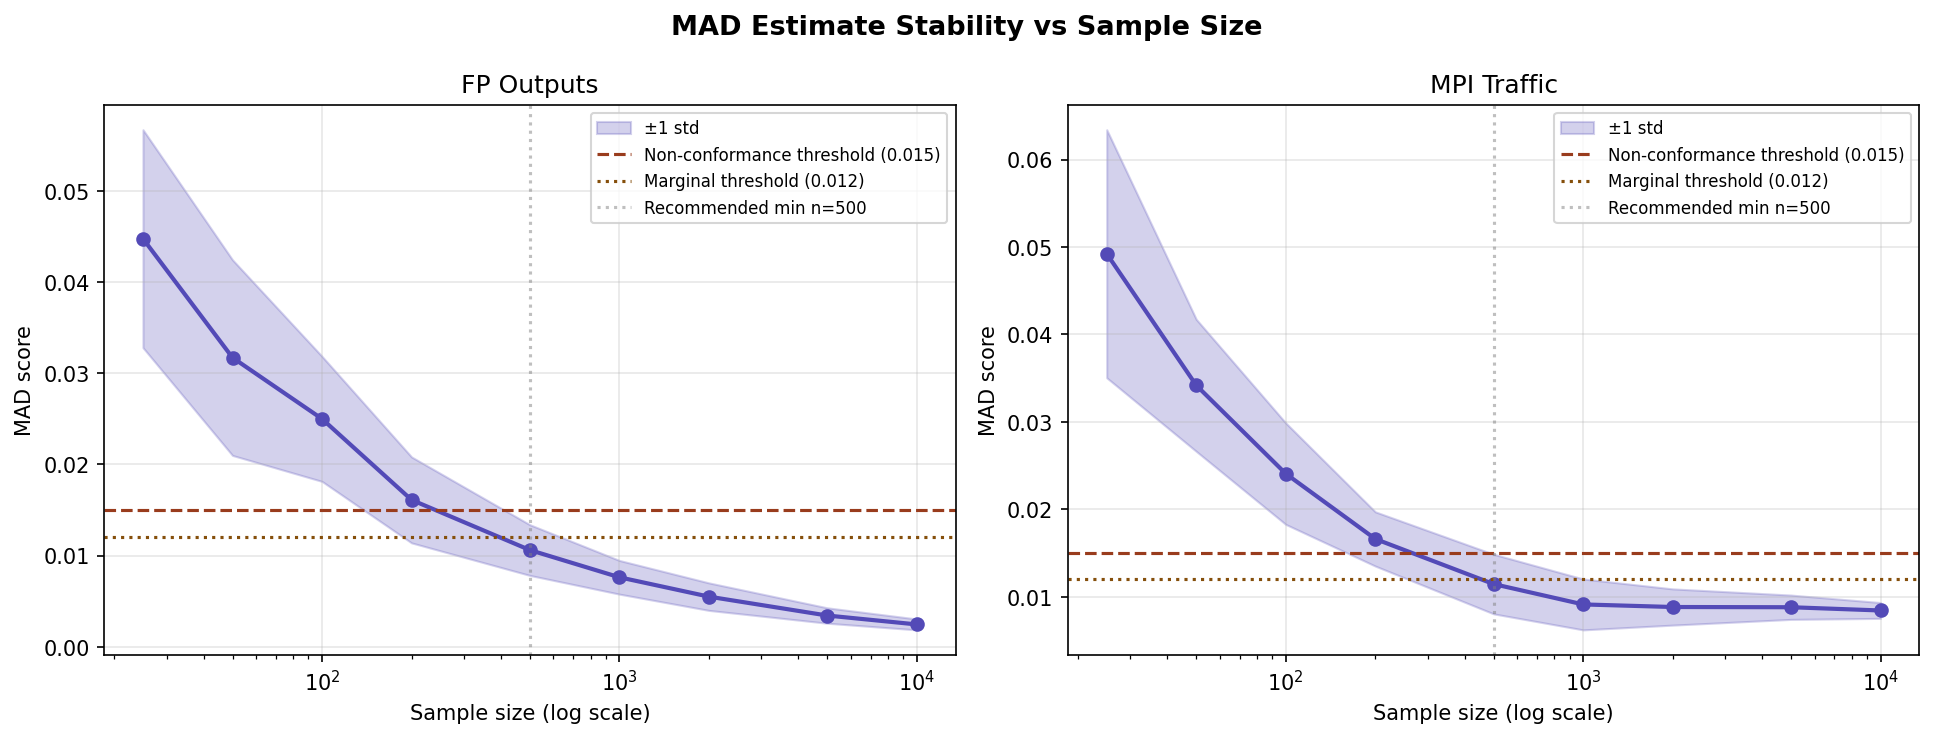 MAD Estimate Stability vs Sample Size
FP Outputs
±1 std
Non-conformance threshold (0.015)
Marginal threshold (0.012)
Recommended min n=500
MAD score
0.05
0.04
0.03
0.02
0.01
0.00
10²
10³
10⁴
Sample size (log scale)
MPI Traffic
±1 std
Non-conformance threshold (0.015)
Marginal threshold (0.012)
Recommended min n=500
MAD score
0.06
0.05
0.04
0.03
0.02
0.01
10²
10³
10⁴
Sample size (log scale)